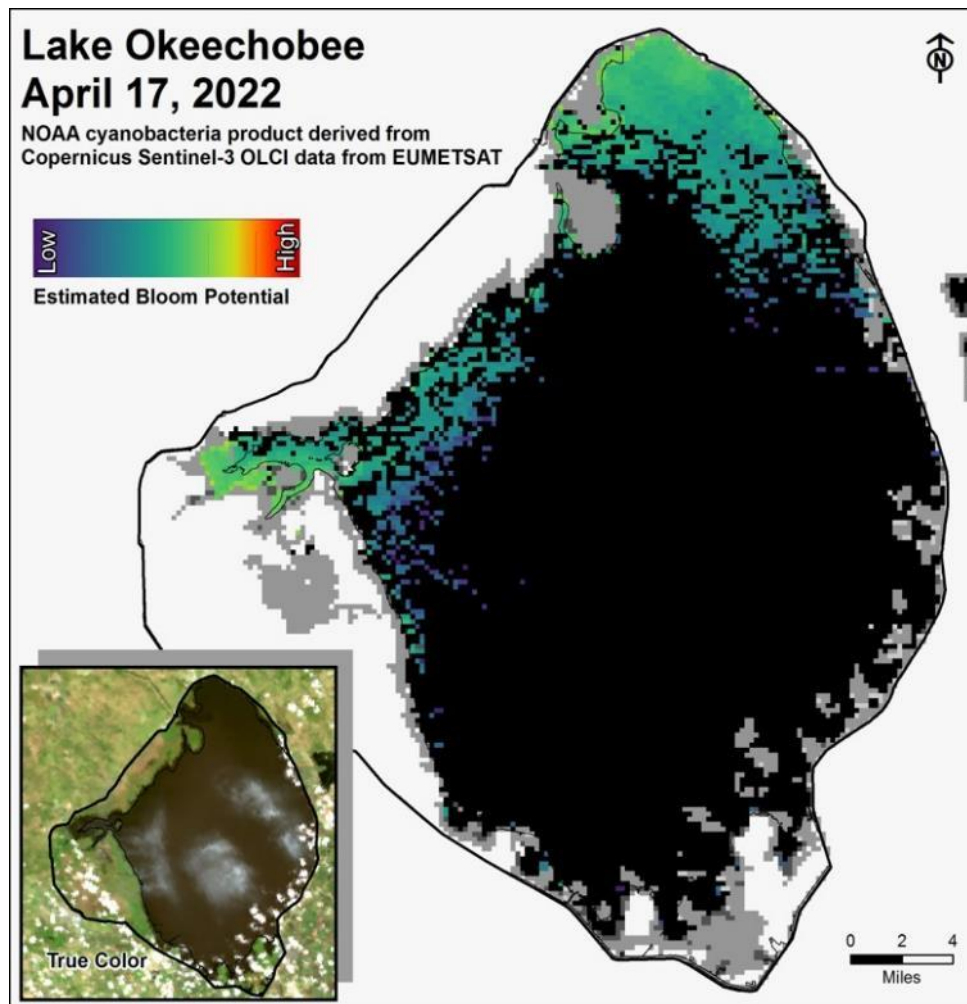 Lake Okeechobee
April 17, 2022
NOAA cyanobacteria product derived from
Copernicus Sentinel-3 OLCI data from EUMETSAT
N
Low
High
Estimated Bloom Potential
True Color
0 2 4
Miles